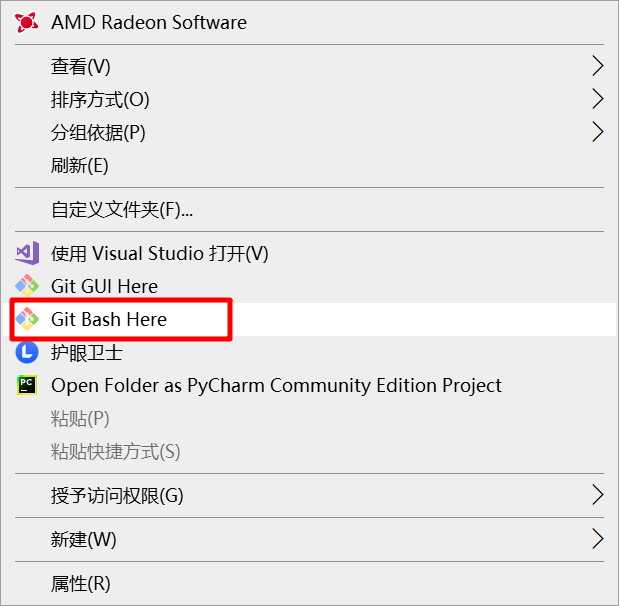 AMD Radeon Software
查看(V)
排序方式(O)
分组依据(P)
刷新(E)
自定义文件夹(F)...
使用 Visual Studio 打开(V)
Git GUI Here
Git Bash Here
护眼卫士
PC Open Folder as PyCharm Community Edition Project
粘贴(P)
粘贴快捷方式(S)
授予访问权限(G)
新建(W)
属性(R)